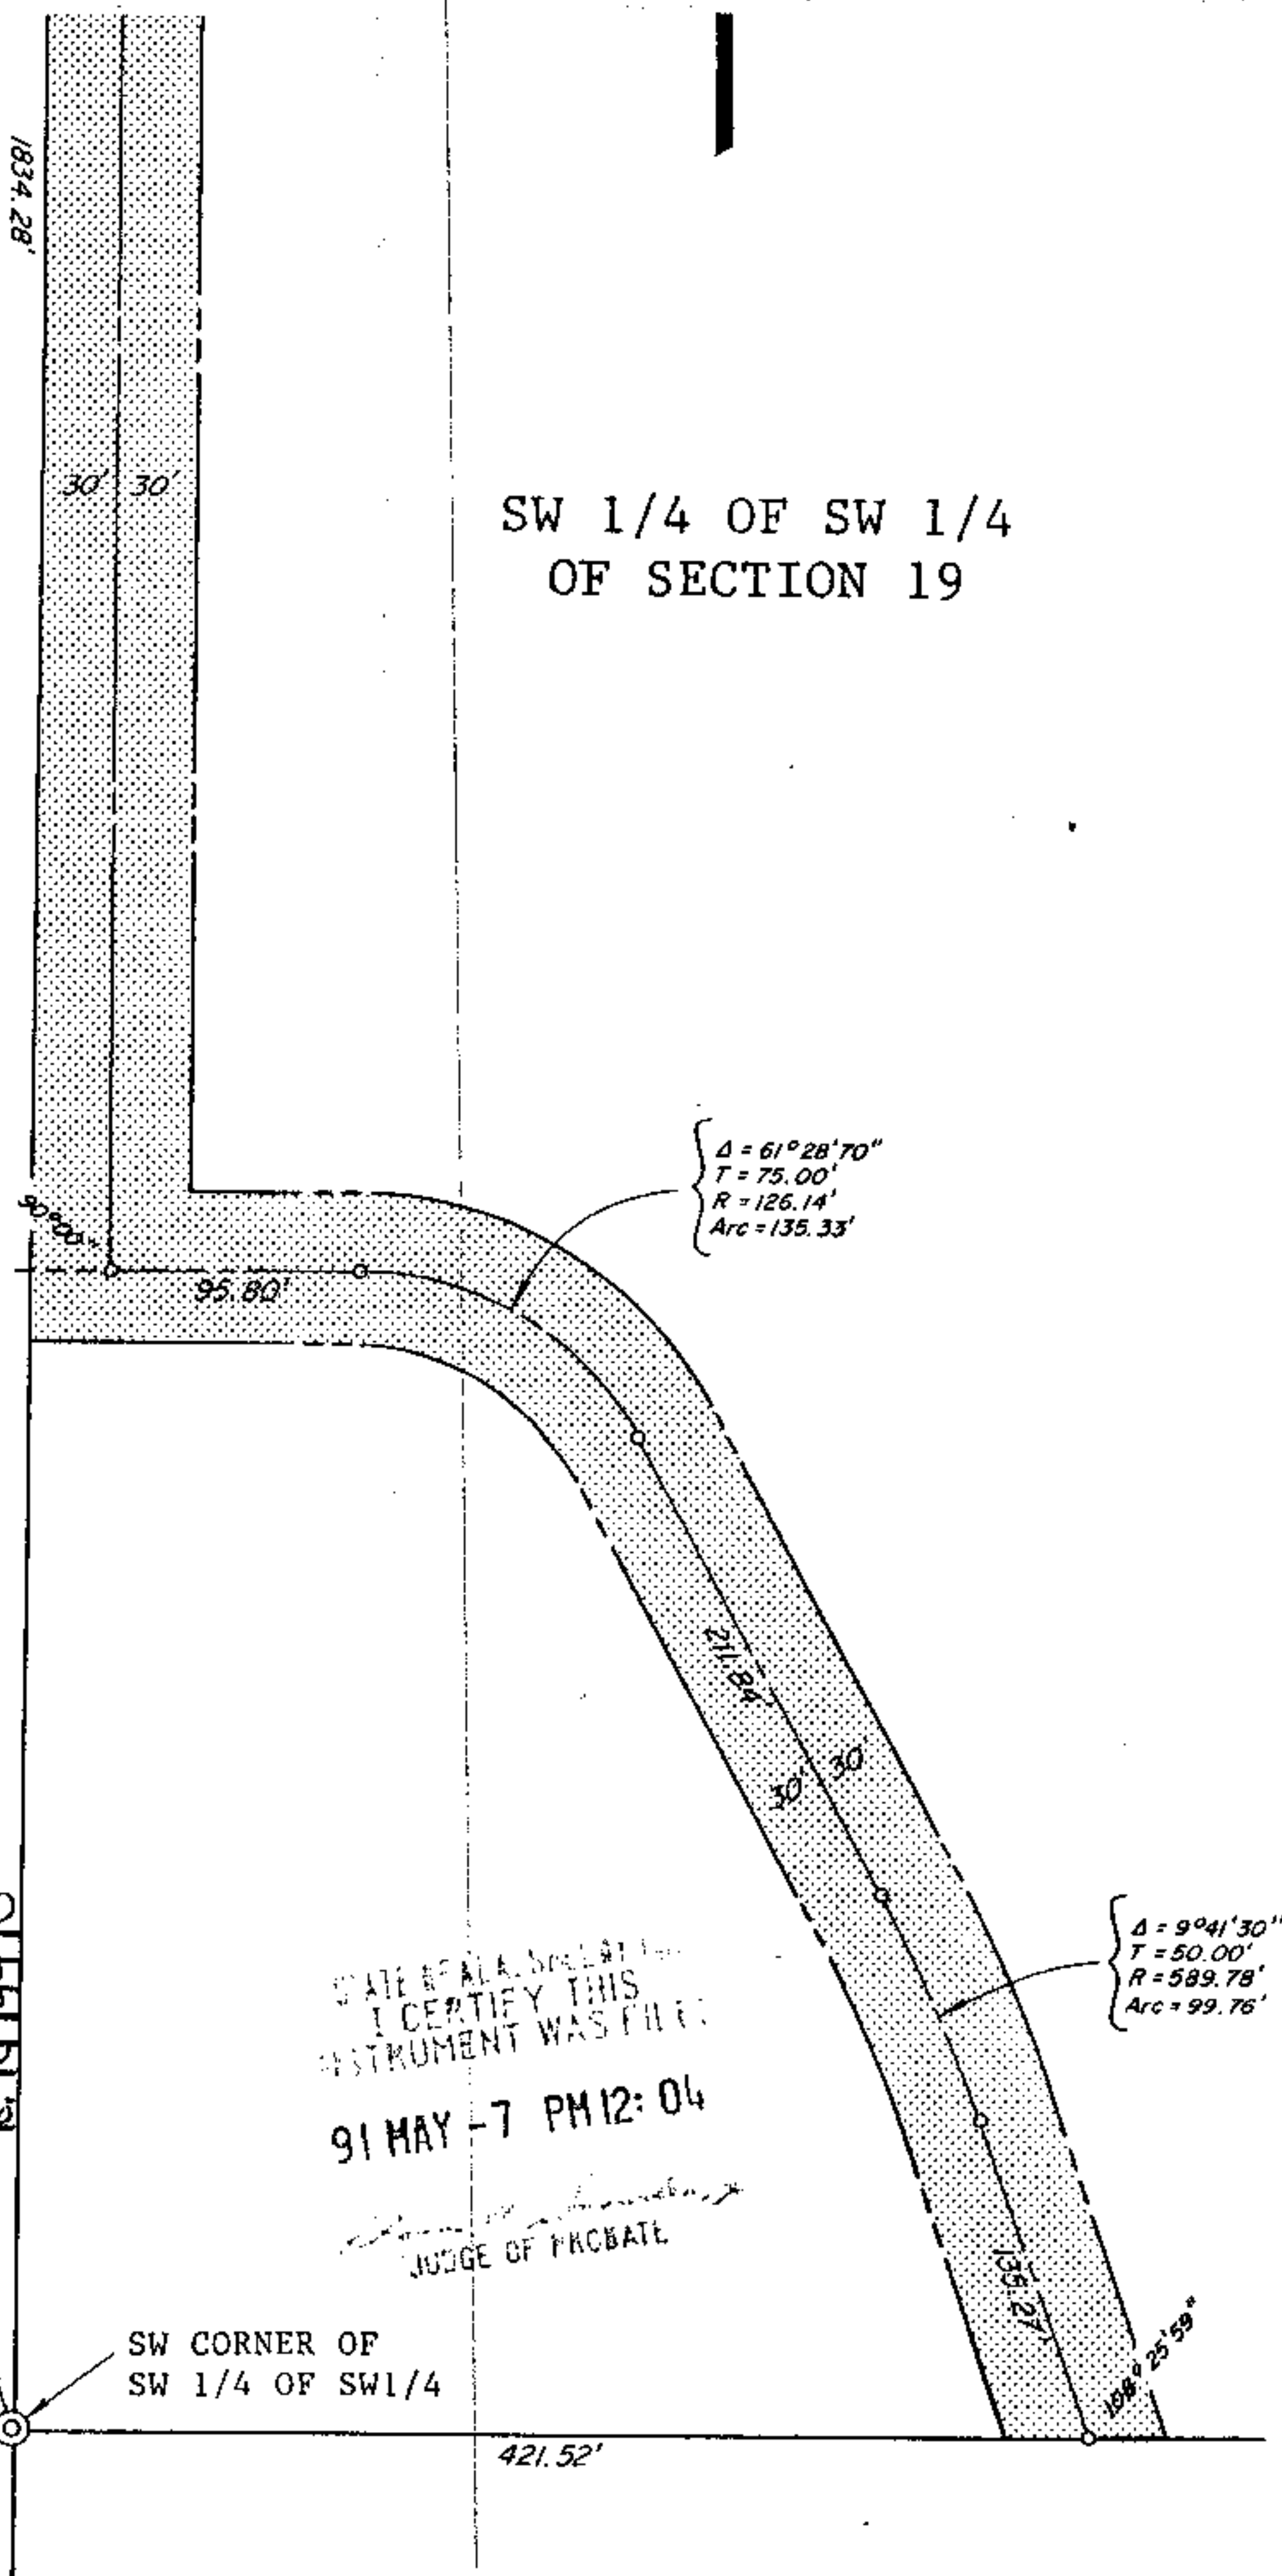 1834.28'
30' 30'
SW 1/4 OF SW 1/4
OF SECTION 19
Δ = 61°28'70"
T = 75.00'
R = 126.14'
Arc = 135.33'
90°00'
95.80'
211.84'
30' 30'
Δ = 9°41'30"
T = 50.00'
R = 589.78'
Arc = 99.76'
I CERTIFY THIS
INSTRUMENT WAS FILED
91 MAY -7 PM 12:04
JUDGE OF PROBATE
135.27'
108°25'59"
SW CORNER OF
SW 1/4 OF SW1/4
421.52'